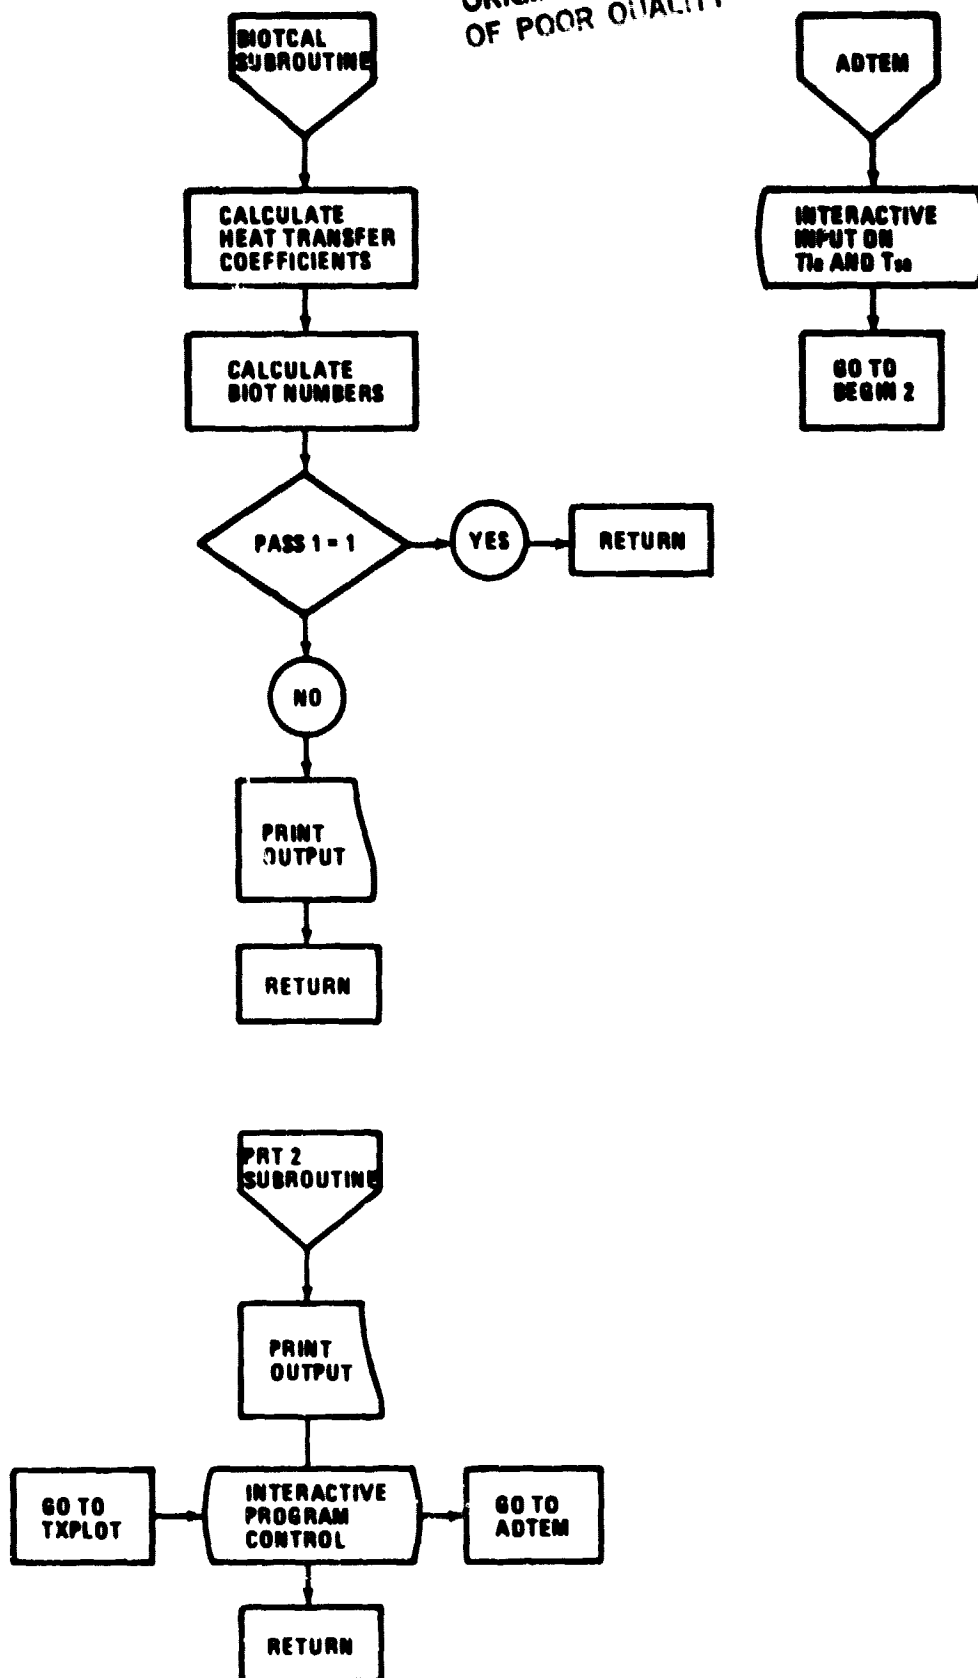 OF POOR QUALITY
BIOTCAL
SUBROUTINE
CALCULATE
HEAT TRANSFER
COEFFICIENTS
CALCULATE
BIOT NUMBERS
PASS 1 = 1
YES
RETURN
NO
PRINT
OUTPUT
RETURN
ADTEM
INTERACTIVE
INPUT ON
AND
GO TO
BEGIN 2
PRT 2
SUBROUTINE
PRINT
OUTPUT
GO TO
TXPLOT
INTERACTIVE
PROGRAM
CONTROL
GO TO
ADTEM
RETURN